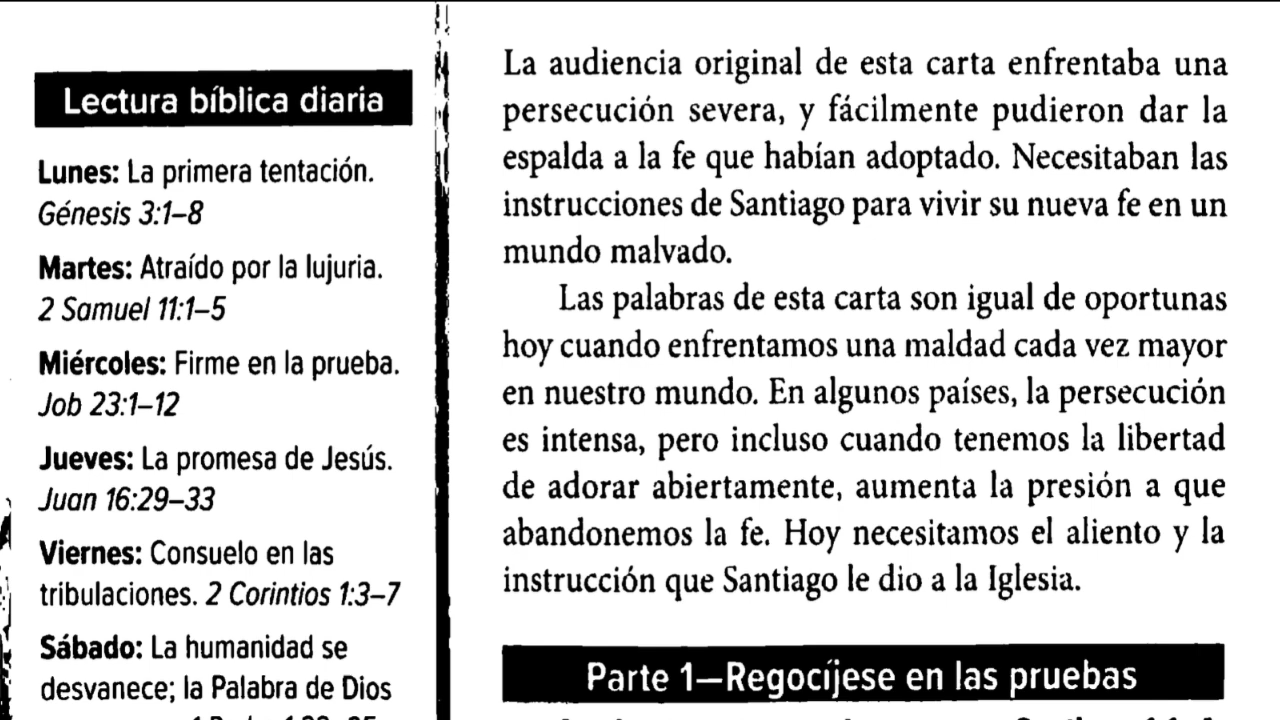 Lectura bíblica diaria
Lunes: La primera tentación.
Génesis 3:1–8
Martes: Atraído por la lujuria.
2 Samuel 11:1–5
Miércoles: Firme en la prueba.
Job 23:1–12
Jueves: La promesa de Jesús.
Juan 16:29–33
Viernes: Consuelo en las
tribulaciones. 2 Corintios 1:3–7
Sábado: La humanidad se
desvanece; la Palabra de Dios
La audiencia original de esta carta enfrentaba una
persecución severa, y fácilmente pudieron dar la
espalda a la fe que habían adoptado. Necesitaban las
instrucciones de Santiago para vivir su nueva fe en un
mundo malvado.
Las palabras de esta carta son igual de oportunas
hoy cuando enfrentamos una maldad cada vez mayor
en nuestro mundo. En algunos países, la persecución
es intensa, pero incluso cuando tenemos la libertad
de adorar abiertamente, aumenta la presión a que
abandonemos la fe. Hoy necesitamos el aliento y la
instrucción que Santiago le dio a la Iglesia.
Parte 1—Regocíjese en las pruebas